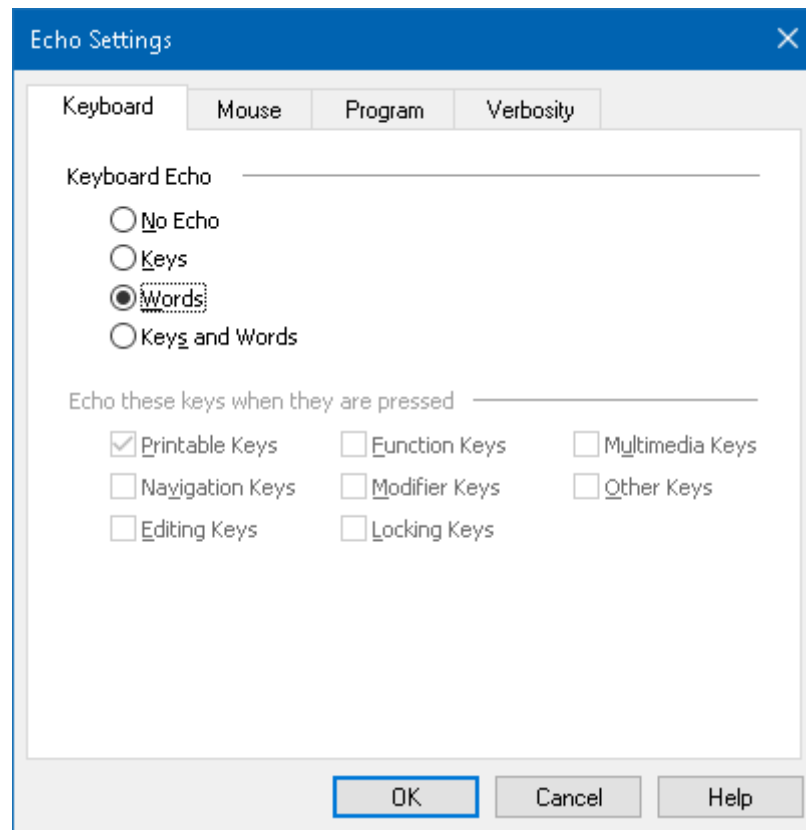 Echo Settings
Keyboard Mouse Program Verbosity
Keyboard Echo
No Echo
Keys
Words
Keys and Words
Echo these keys when they are pressed
Printable Keys Function Keys Multimedia Keys
Navigation Keys Modifier Keys Other Keys
Editing Keys Locking Keys
OK Cancel Help